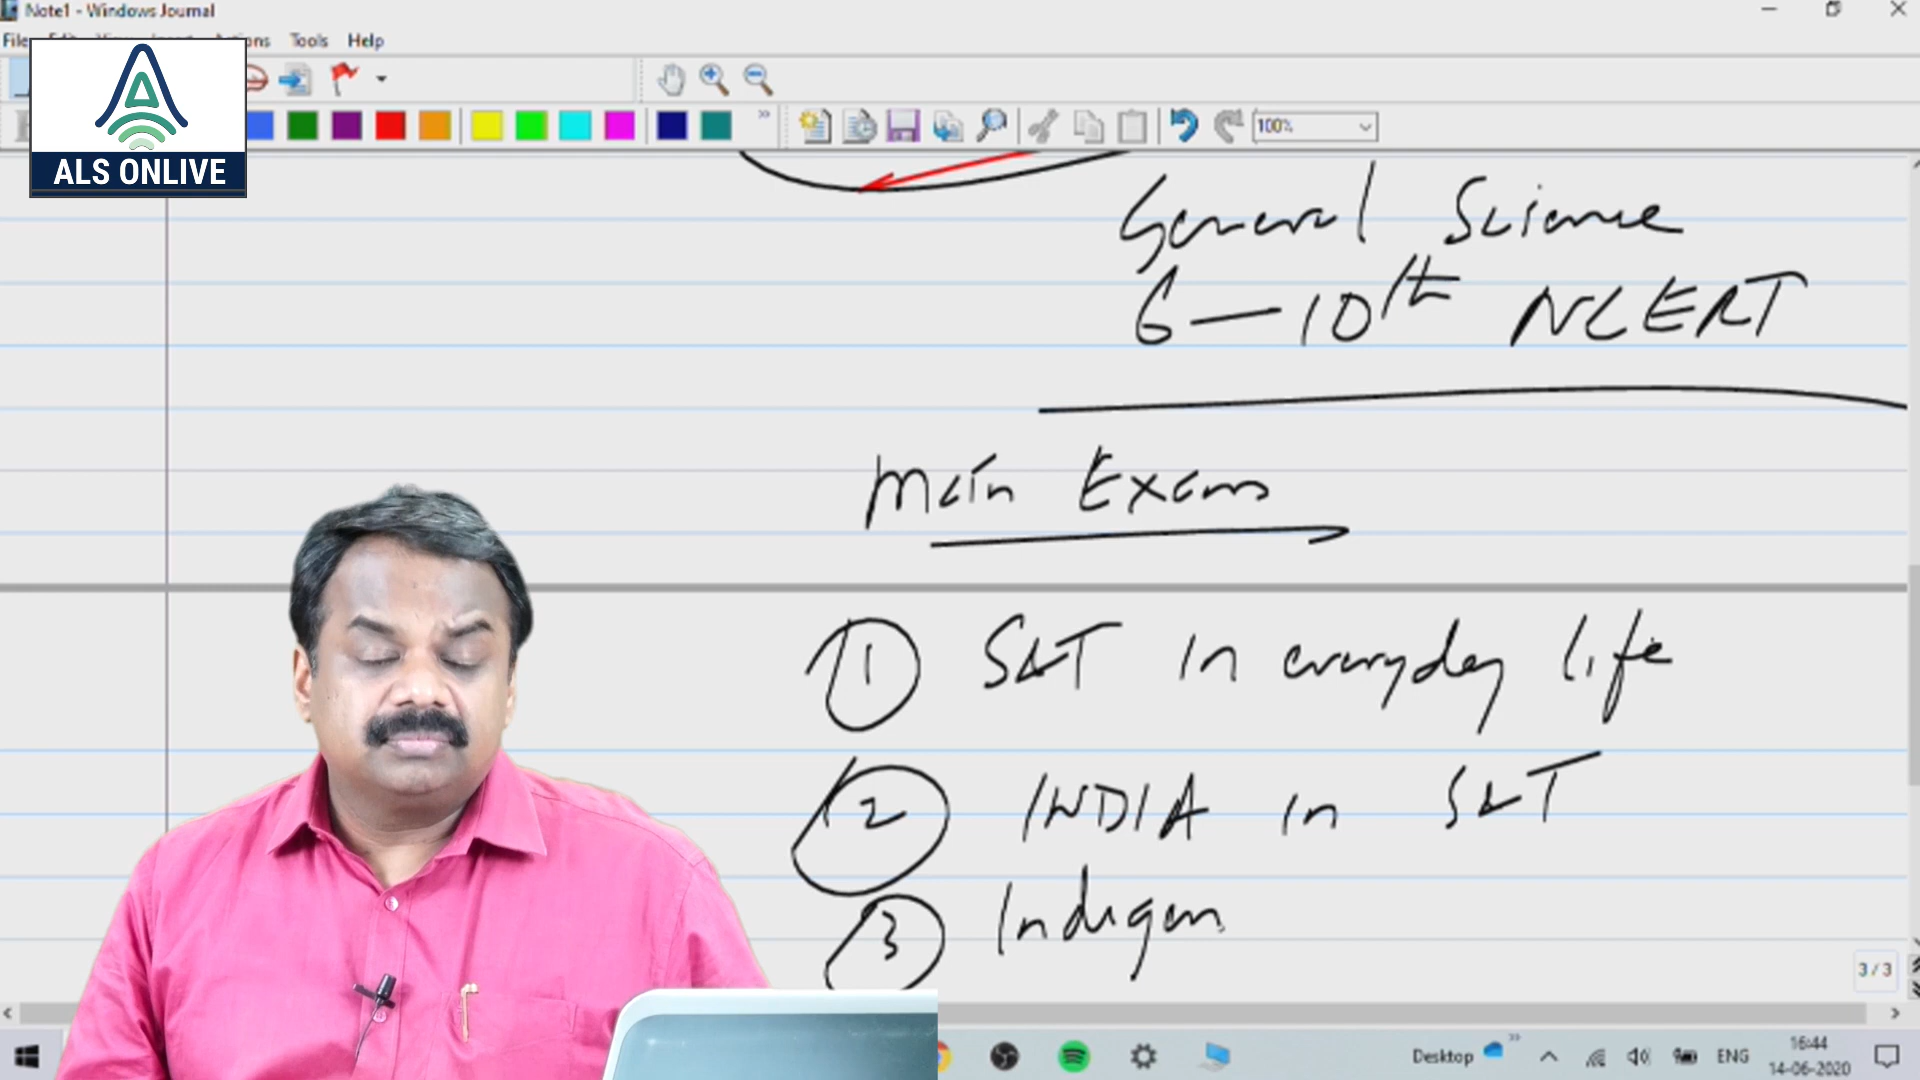 Note1 - Windows Journal
File Tools Help
ALS ONLIVE
100%
General Science
6-10th NCERT
Main Exam
1 S&T in everyday life
2 INDIA in S&T
3 Indigen
3 / 3
Desktop
ENG
16:44
14-06-2020